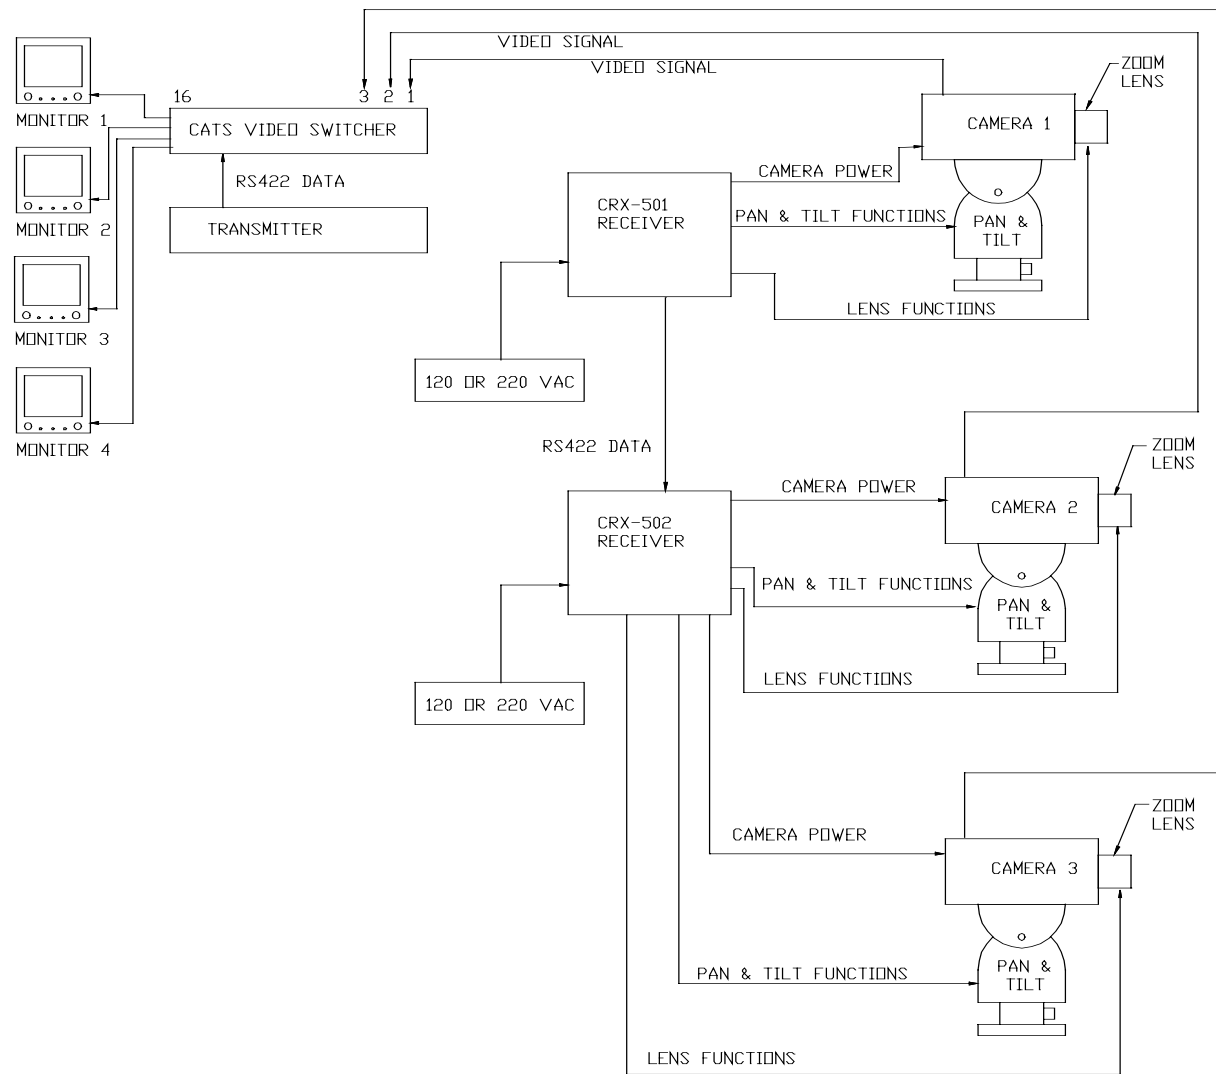 VIDEO SIGNAL
VIDEO SIGNAL
ZOOM
LENS
16
3 2 1
MONITOR 1
CATS VIDEO SWITCHER
CAMERA 1
RS422 DATA
CAMERA POWER
MONITOR 2
TRANSMITTER
CRX-501
RECEIVER
PAN & TILT FUNCTIONS
PAN &
TILT
MONITOR 3
LENS FUNCTIONS
120 OR 220 VAC
MONITOR 4
RS422 DATA
ZOOM
LENS
CAMERA POWER
CAMERA 2
CRX-502
RECEIVER
PAN & TILT FUNCTIONS
PAN &
TILT
LENS FUNCTIONS
120 OR 220 VAC
ZOOM
LENS
CAMERA POWER
CAMERA 3
PAN & TILT FUNCTIONS
PAN &
TILT
LENS FUNCTIONS